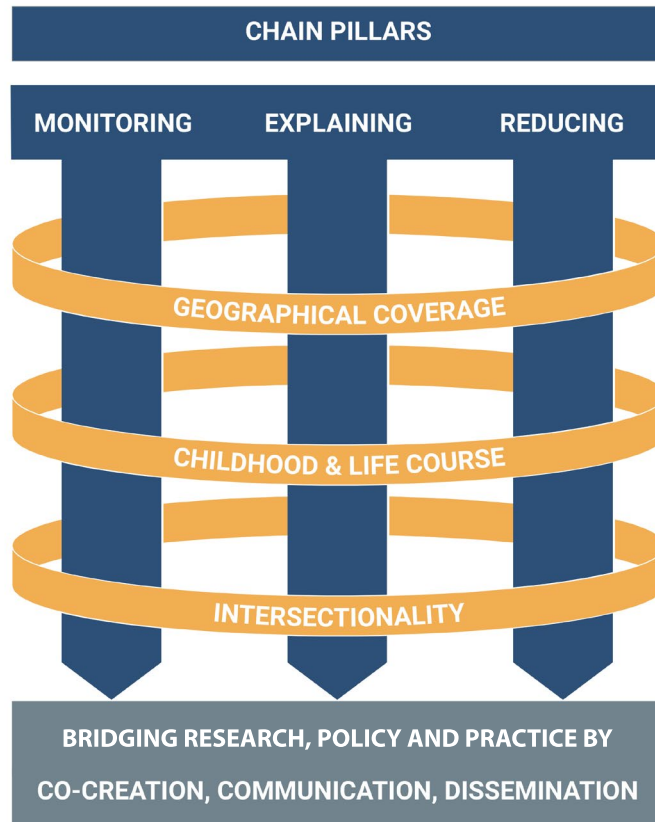 CHAIN PILLARS
MONITORING EXPLAINING REDUCING
GEOGRAPHICAL COVERAGE
CHILDHOOD & LIFE COURSE
INTERSECTIONALITY
BRIDGING RESEARCH, POLICY AND PRACTICE BY
CO-CREATION, COMMUNICATION, DISSEMINATION